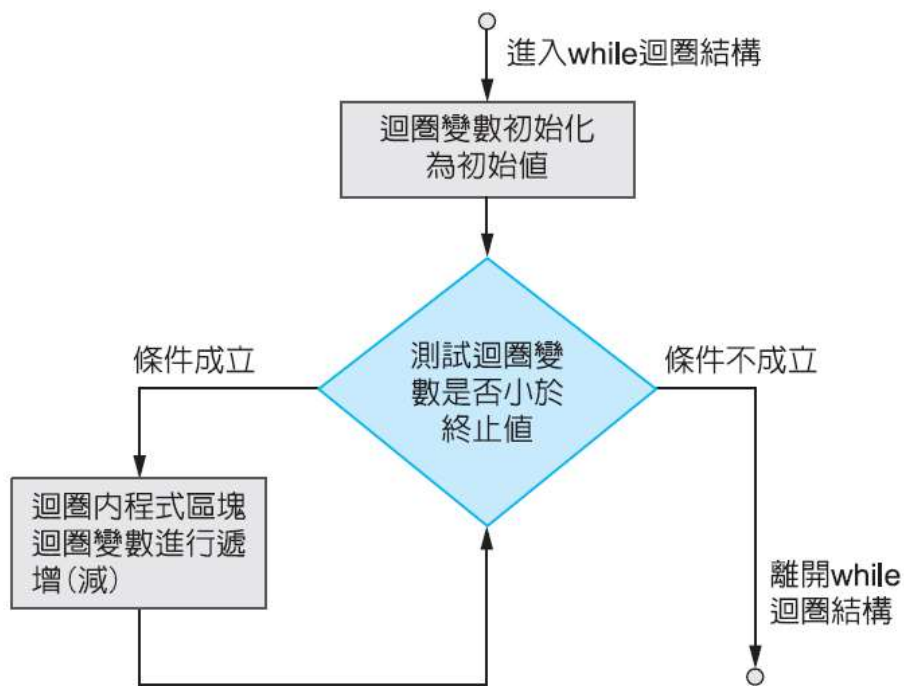 進入while迴圈結構
迴圈變數初始化
為初始值
測試迴圈變
數是否小於
終止值
條件成立
條件不成立
迴圈內程式區塊
迴圈變數進行遞
增(減)
離開while
迴圈結構